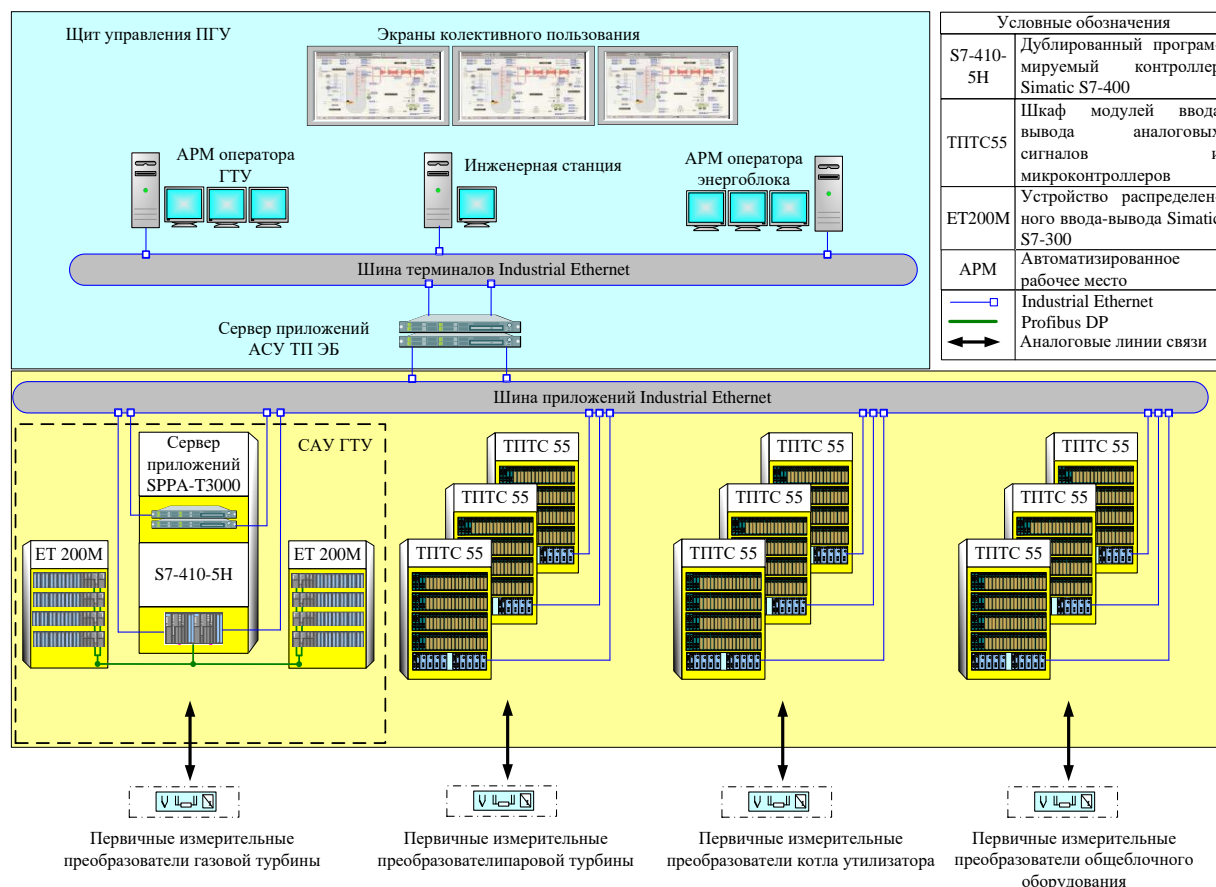 Щит управления ПГУ
Экраны колективного пользования
АРМ оператора
ГТУ
Инженерная станция
АРМ оператора
энергоблока
Шина терминалов Industrial Ethernet
Сервер приложений
АСУ ТП ЭБ
Условные обозначения
S7-410-
5H
Дублированный програм-
мируемый контроллер
Simatic S7-400
ТПТС55
Шкаф модулей ввода
вывода аналоговых
сигналов и
микроконтроллеров
ET200M
Устройство распределен-
ного ввода-вывода Simatic
S7-300
АРМ
Автоматизированное
рабочее место
Industrial Ethernet
Profibus DP
Аналоговые линии связи
Шина приложений Industrial Ethernet
САУ ГТУ
Сервер
приложений
SPPA-T3000
ET 200M
S7-410-5H
ET 200M
ТПТС 55
ТПТС 55
ТПТС 55
ТПТС 55
ТПТС 55
ТПТС 55
ТПТС 55
ТПТС 55
ТПТС 55
Первичные измерительные
преобразователи газовой турбины
Первичные измерительные
преобразователипаровой турбины
Первичные измерительные
преобразователи котла утилизатора
Первичные измерительные
преобразователи общеблочного
оборудования